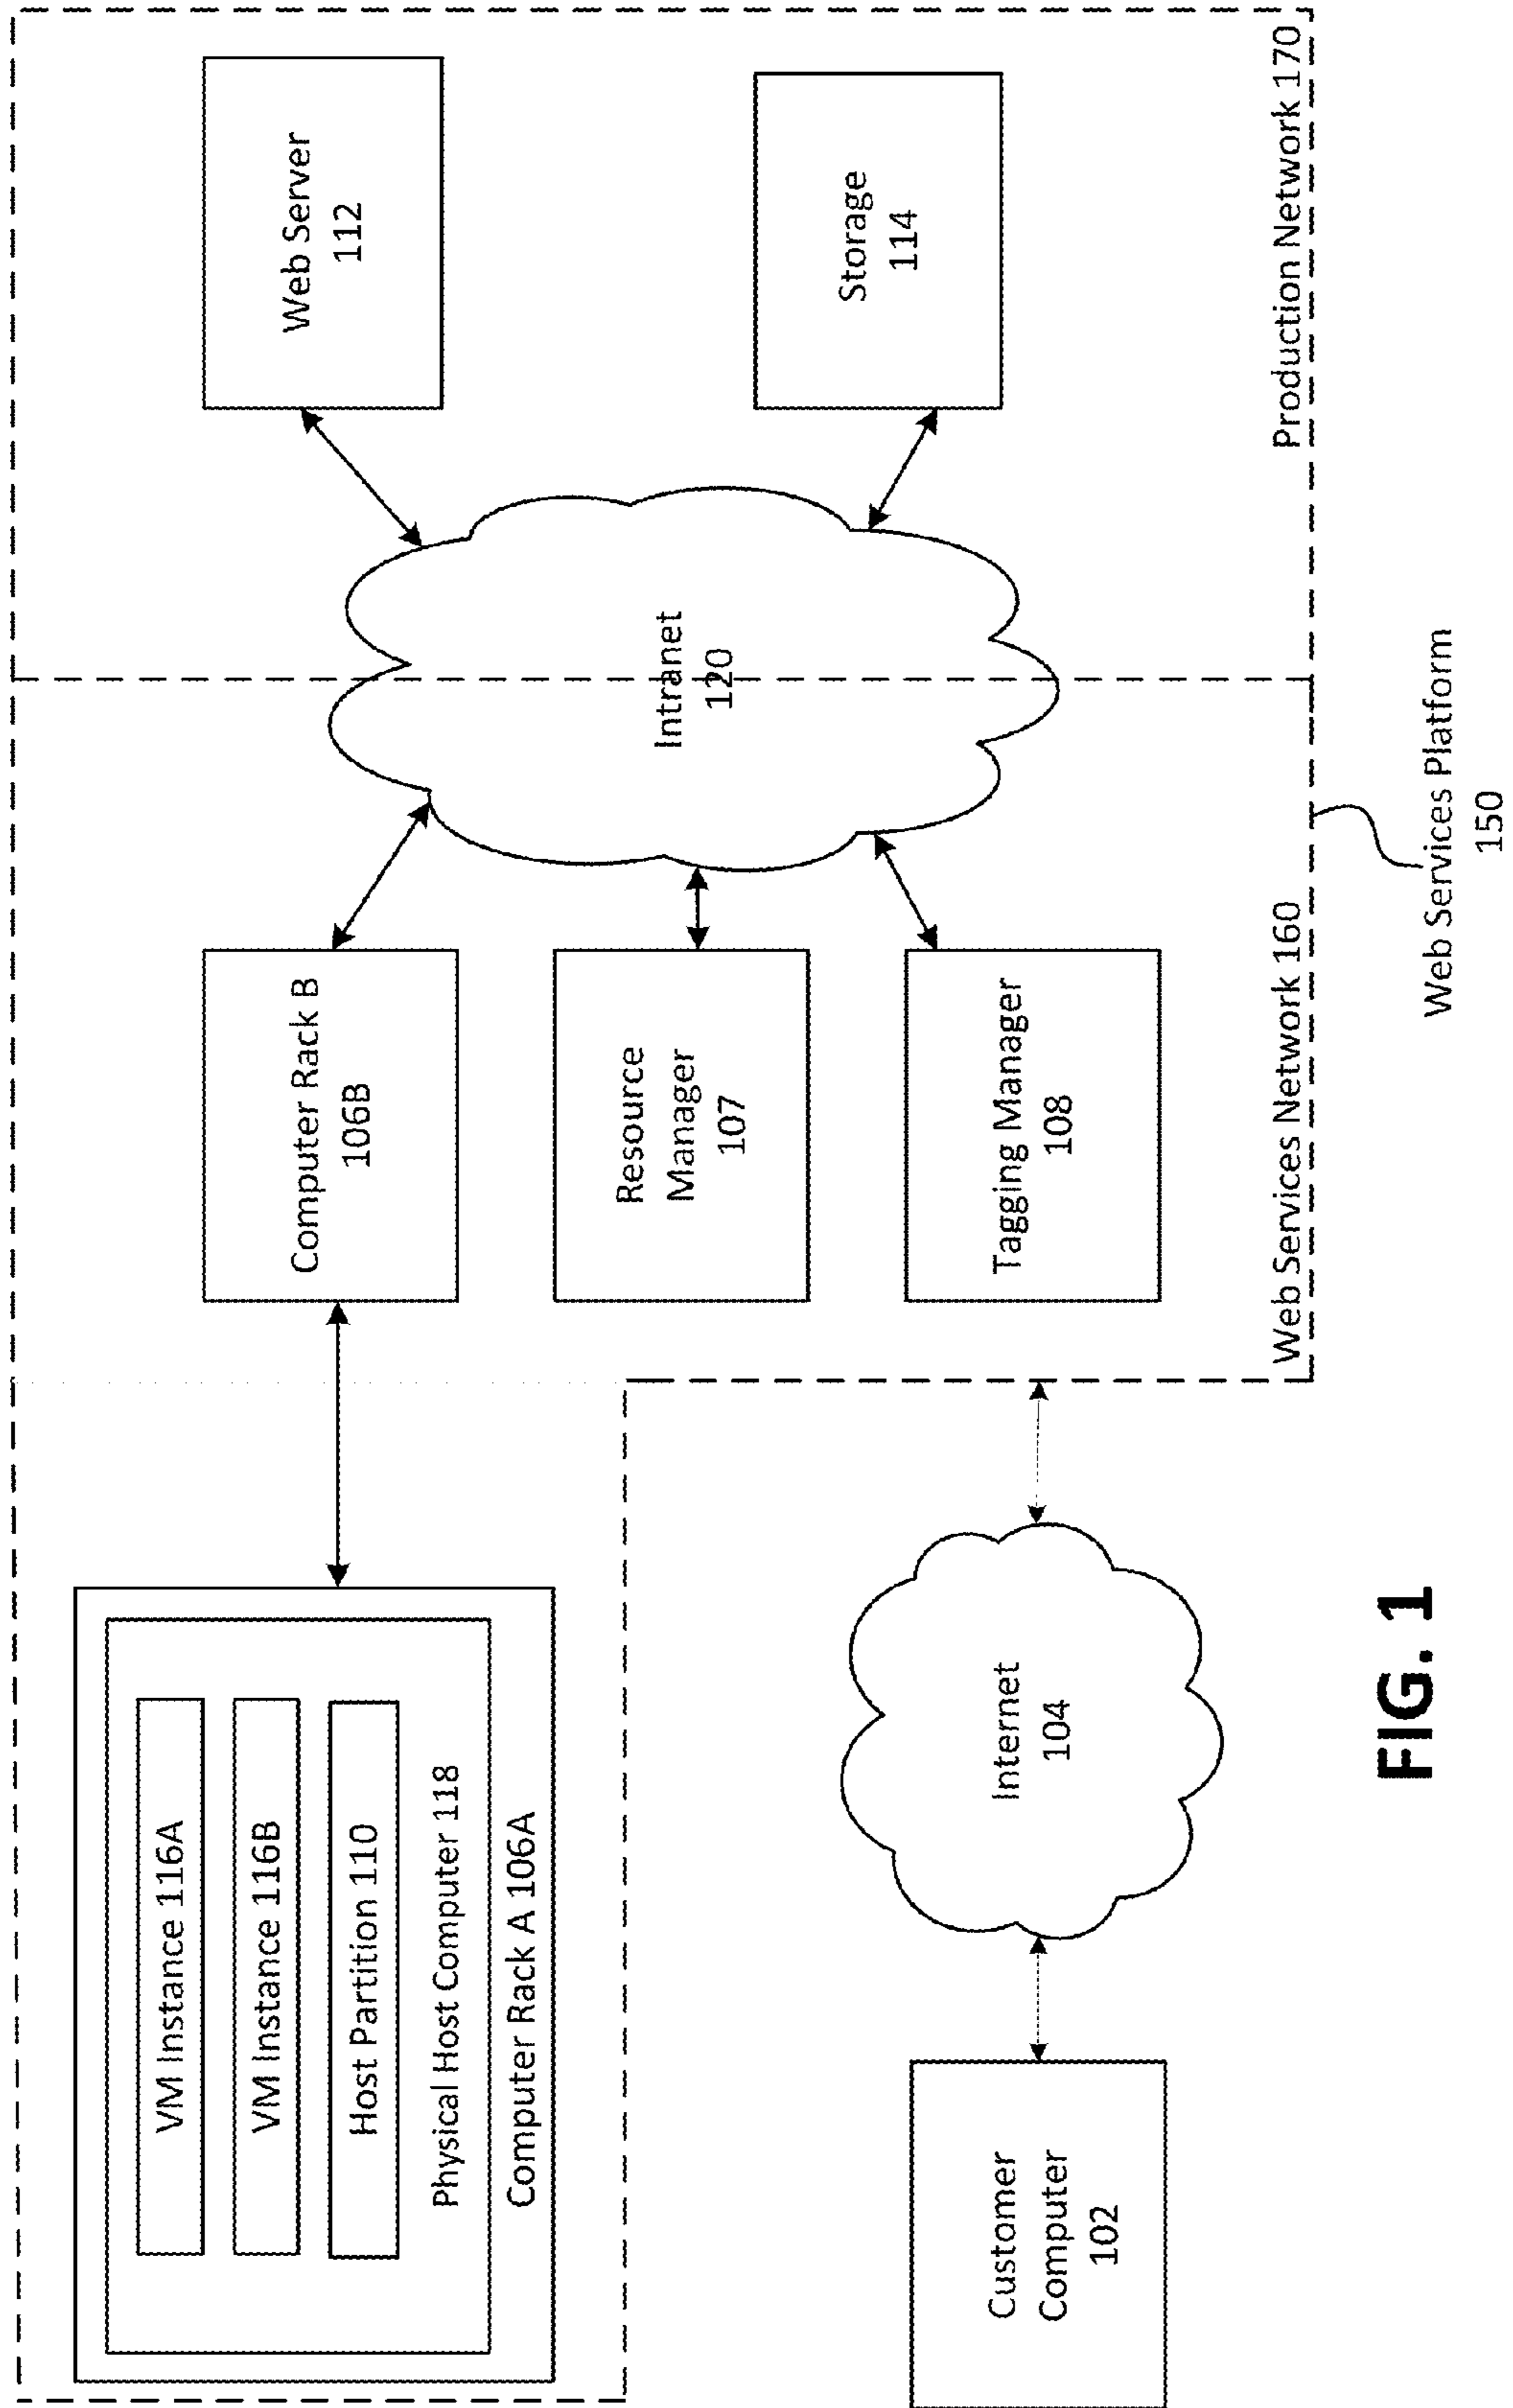 VM Instance 116A
VM Instance 116B
Host Partition 110
Physical Host Computer 118
Computer Rack A 106A
Computer Rack B
106B
Resource
Manager
107
Tagging Manager
108
Web Services Network 160
Intranet
120
Web Server
112
Storage
114
Production Network 170
Customer
Computer
102
Internet
104
Web Services Platform
150
FIG. 1